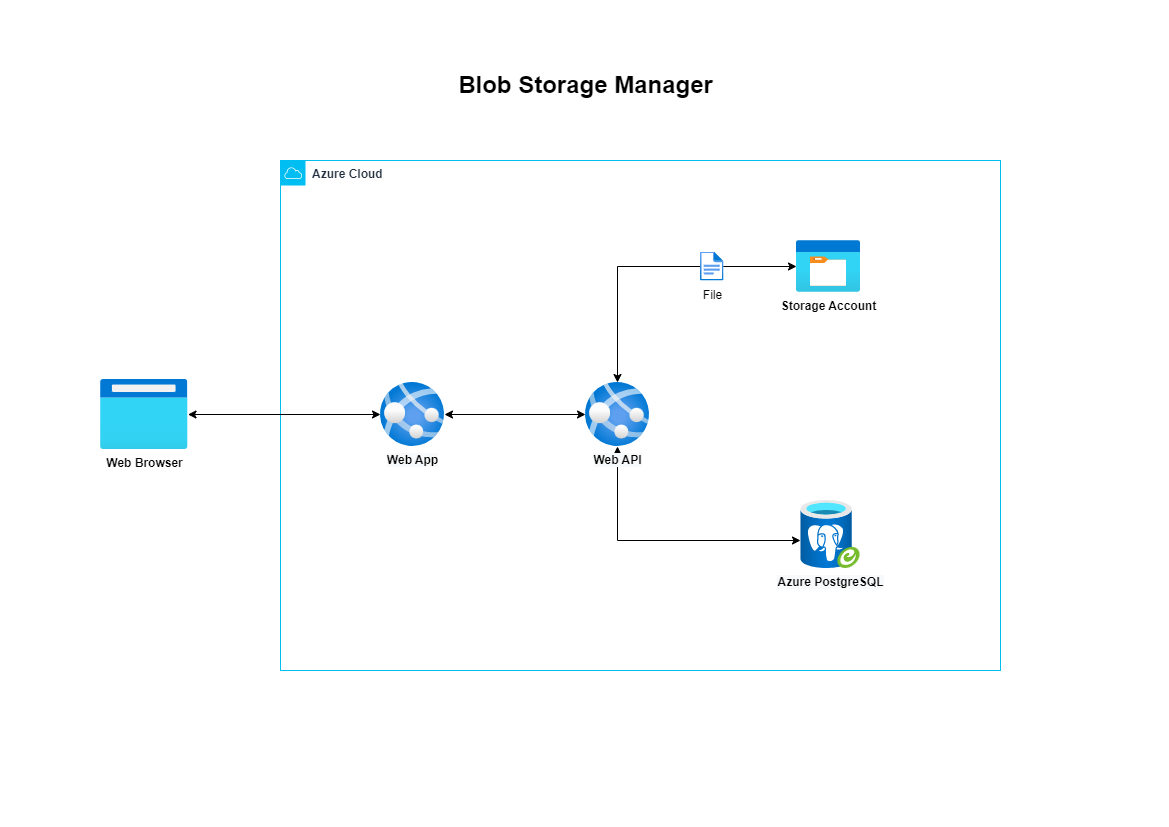 Blob Storage Manager
Azure Cloud
File
Storage Account
Web Browser
Web App
Web API
Azure PostgreSQL